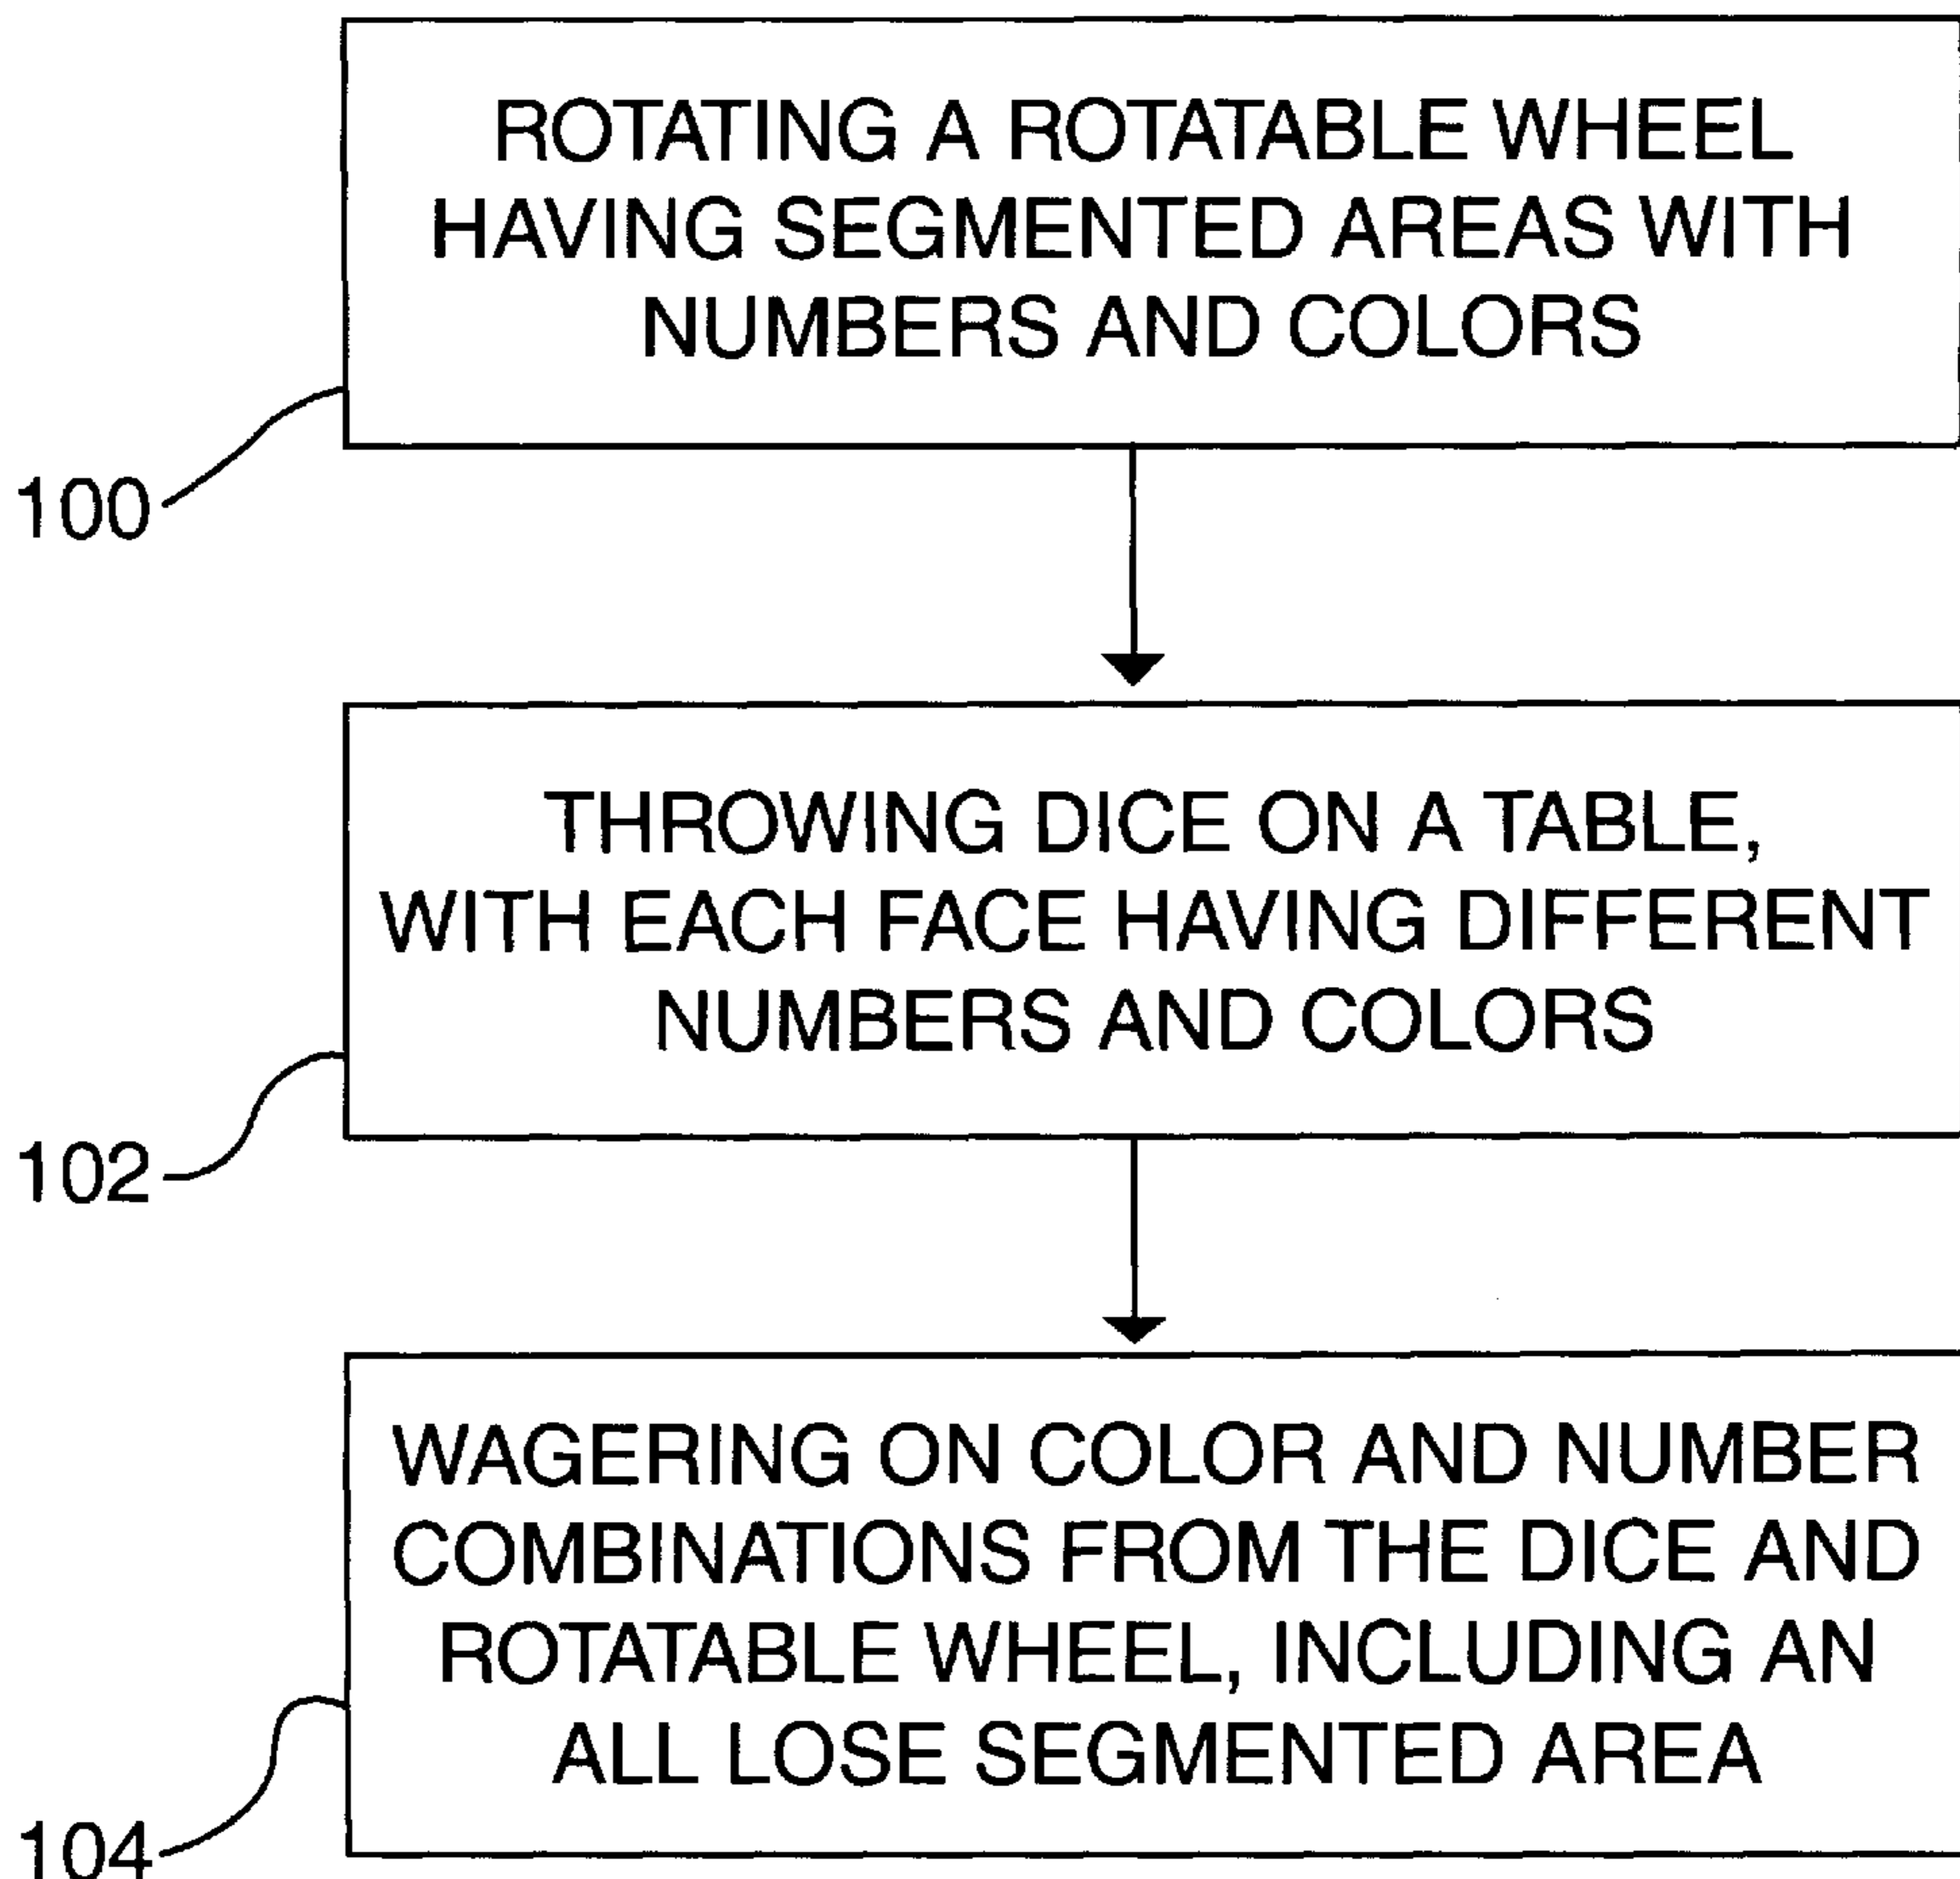 ROTATING A ROTATABLE WHEEL
HAVING SEGMENTED AREAS WITH
NUMBERS AND COLORS
100
THROWING DICE ON A TABLE,
WITH EACH FACE HAVING DIFFERENT
NUMBERS AND COLORS
102
WAGERING ON COLOR AND NUMBER
COMBINATIONS FROM THE DICE AND
ROTATABLE WHEEL, INCLUDING AN
ALL LOSE SEGMENTED AREA
104